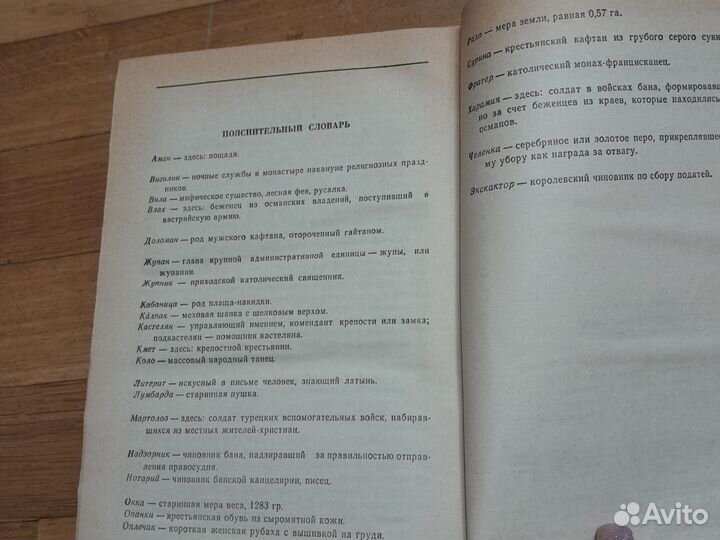 ПОЯСНИТЕЛЬНЫЙ СЛОВАРЬ
Аман — здесь: пощади.
Вигилии — ночные службы в монастыре накануне религиозных празд-
ников.
Вила — мифическое существо, лесная фея, русалка.
Влах — здесь: беженец из османских владений, поступивший в
австрийскую армию.
Доломан — род мужского кафтана, отороченный гайтаном.
Жупан — глава крупной административной единицы — жупы, или
жупании.
Жупник — приходской католический священник.
Кабаница — род плаща-накидки.
Калпак — меховая шапка с шелковым верхом.
Кастелян — управляющий имением, комендант крепости или замка;
подкастелян — помощник кастеляна.
Кмет — здесь: крепостной крестьянин.
Коло — массовый народный танец.
Литерат — искусный в письме человек, знающий латынь.
Лумбарда — старинная пушка.
Мартолоз — здесь: солдат турецких вспомогательных войск, набирав-
шихся из местных жителей-христиан.
Надзорник — чиновник бана, надзиравший за правильностью отправ-
ления правосудия.
Нотарий — чиновник банской канцелярии, писец.
Окка — старинная мера веса, 1283 гр.
Опанки — крестьянская обувь из сыромятной кожи.
Оплечак — короткая женская рубаха с вышивкой на груди.
Рало — мера земли, равная 0,57 га.
Сурина — крестьянский кафтан из грубого серого сукн
Фратер — католический монах-францисканец.
Харамия — здесь: солдат в войсках бана, формировав
но за счет беженцев из краев, которые находились
османов.
Челенка — серебряное или золотое перо, прикреплявшее
му убору как награда за отвагу.
Экскактор — королевский чиновник по сбору податей.
Avito